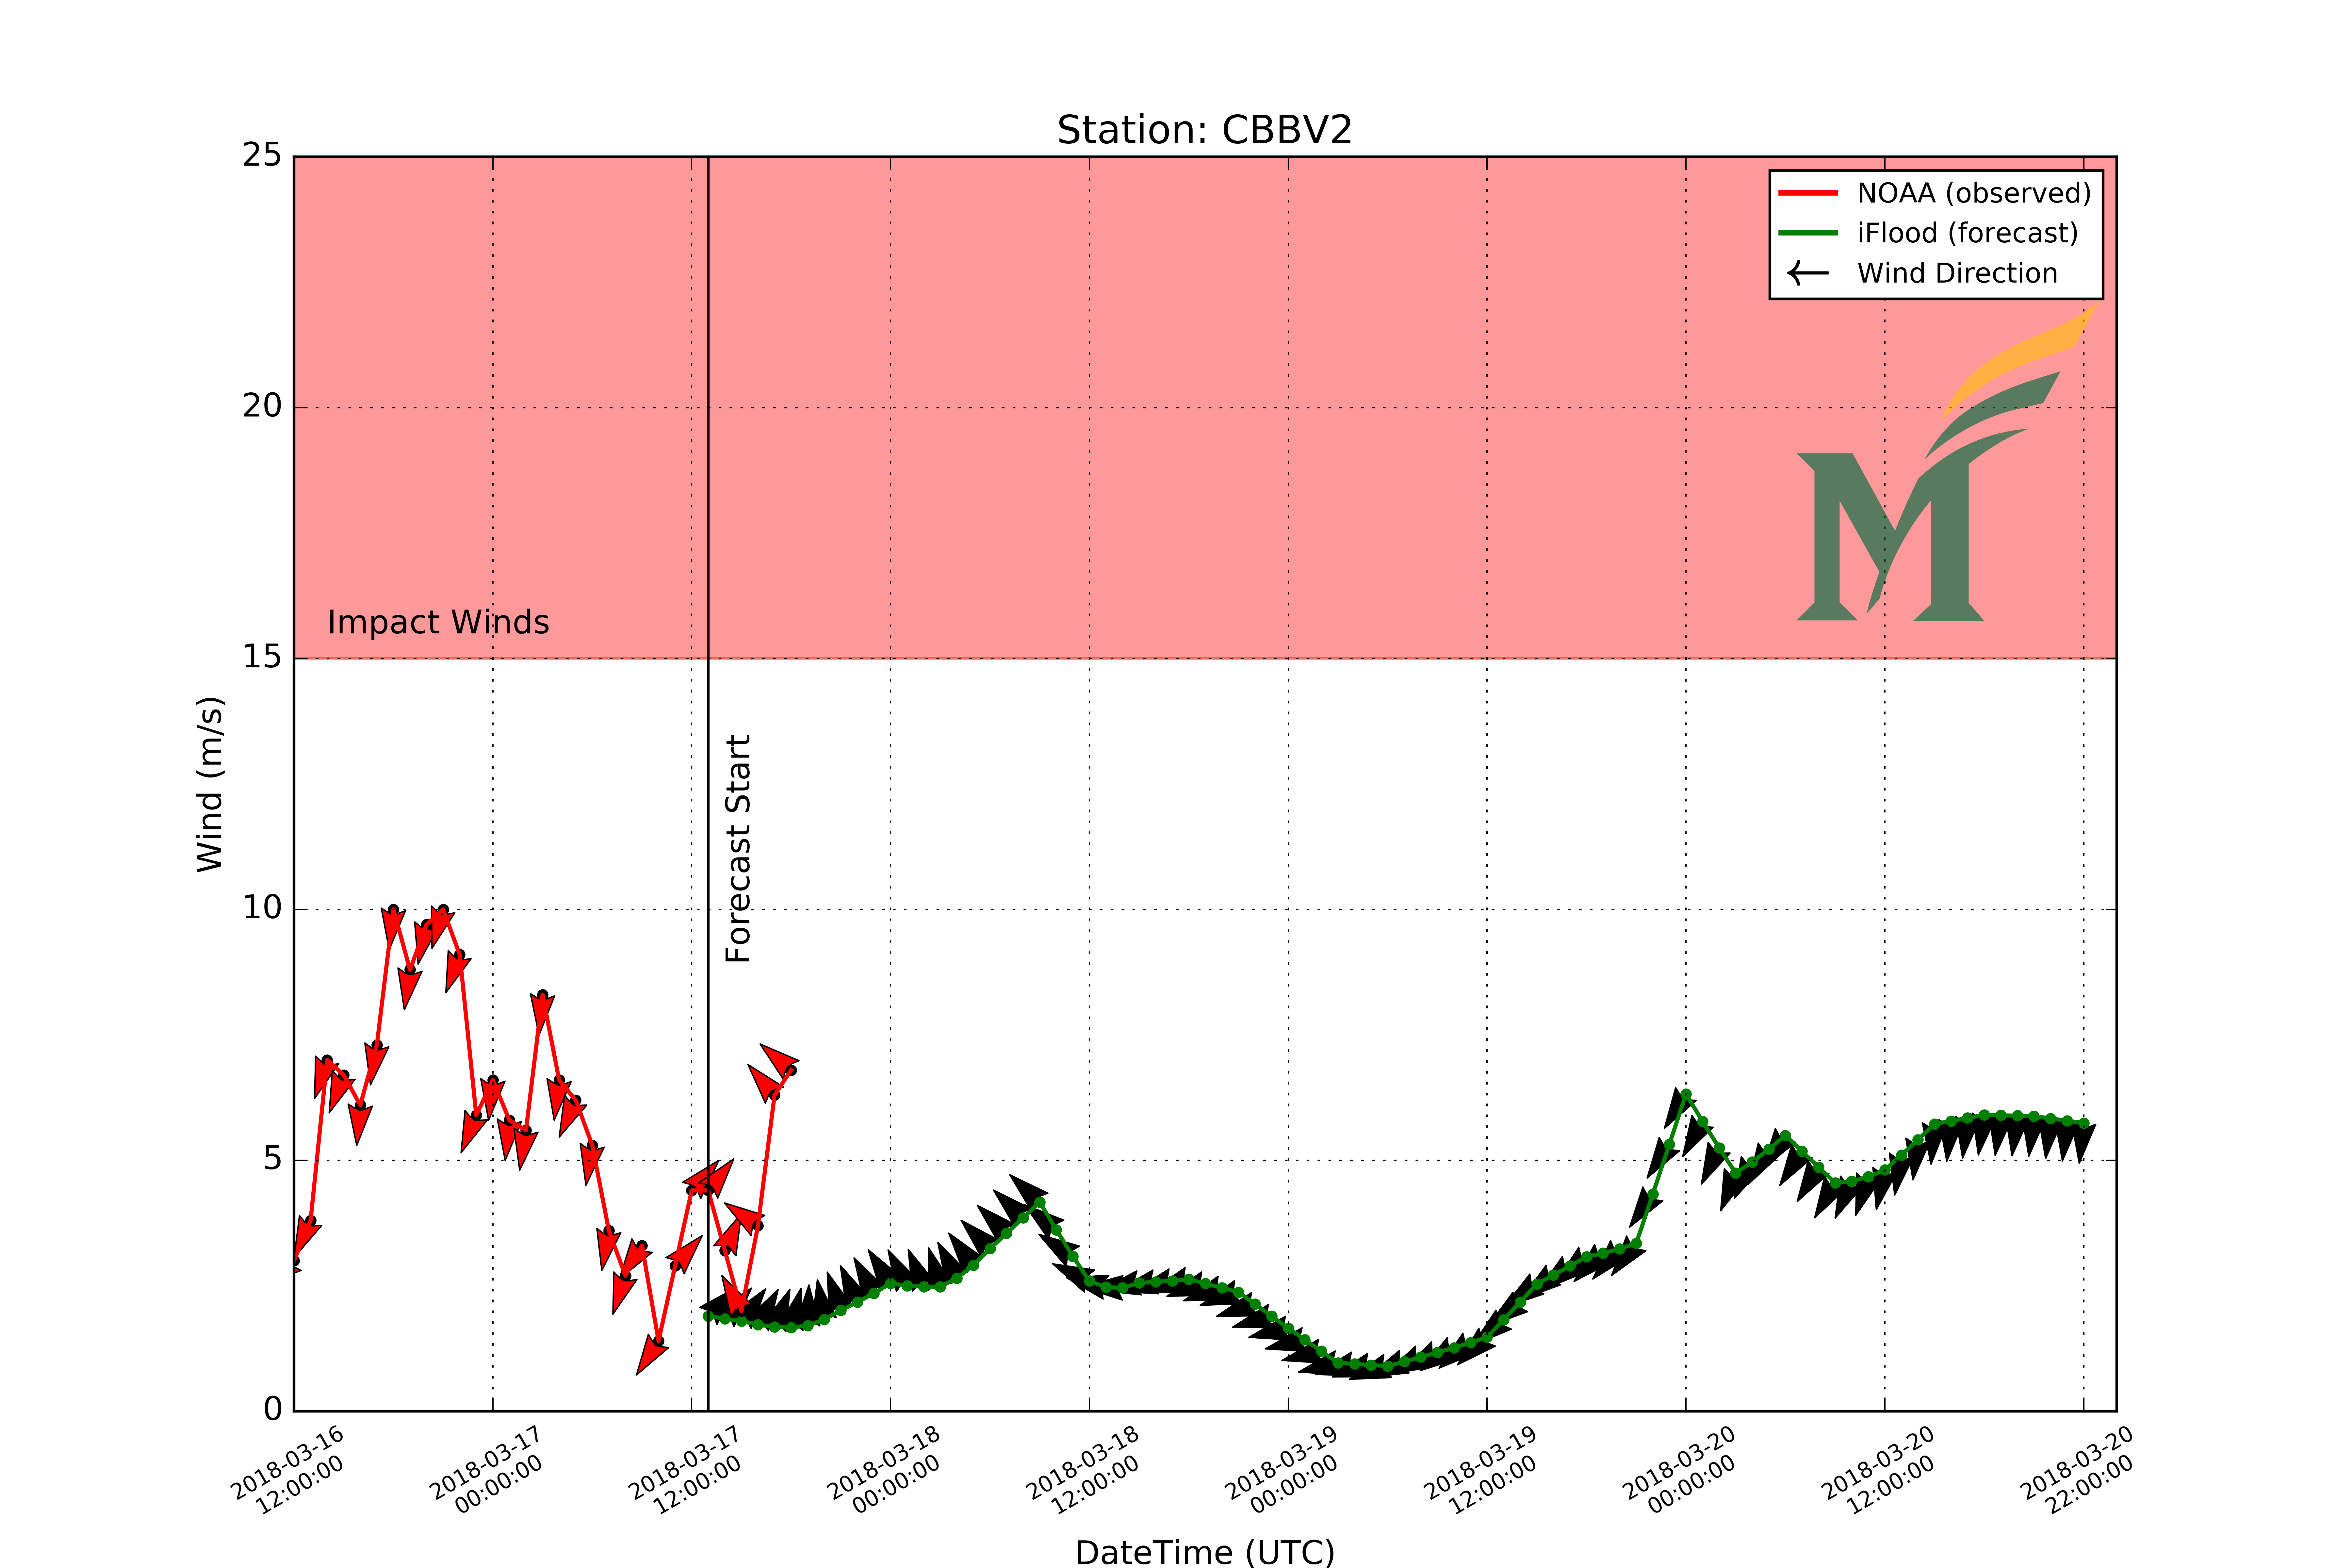 Station: CBBV2
25
20
15
10
5
0
Wind (m/s)
NOAA (observed)
iFlood (forecast)
Wind Direction
M
Impact Winds
Forecast Start
2018-03-16
12:00:00
2018-03-17
00:00:00
2018-03-17
12:00:00
2018-03-18
00:00:00
2018-03-18
12:00:00
2018-03-19
00:00:00
2018-03-19
12:00:00
2018-03-20
00:00:00
2018-03-20
12:00:00
2018-03-20
22:00:00
DateTime (UTC)